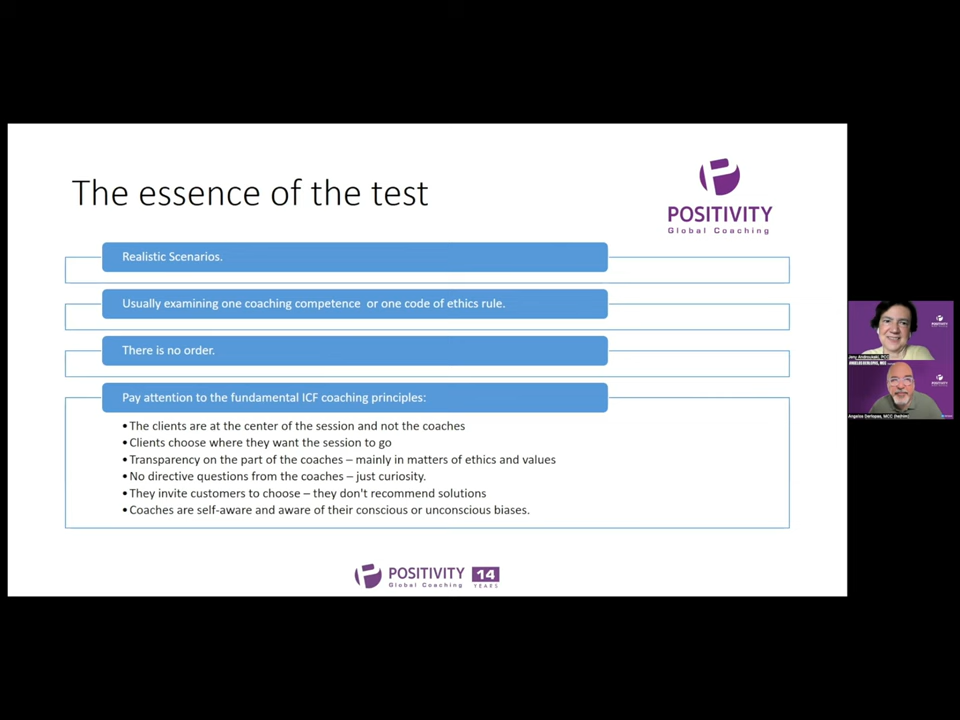 The essence of the test
POSITIVITY
Global Coaching
Realistic Scenarios.
Usually examining one coaching competence or one code of ethics rule.
There is no order.
Pay attention to the fundamental ICF coaching principles:
•The clients are at the center of the session and not the coaches
•Clients choose where they want the session to go
•Transparency on the part of the coaches – mainly in matters of ethics and values
•No directive questions from the coaches – just curiosity.
•They invite customers to choose – they don't recommend solutions
•Coaches are self-aware and aware of their conscious or unconscious biases.
POSITIVITY 14
Global Coaching YEARS
POSITIVITY
POSITIVITY